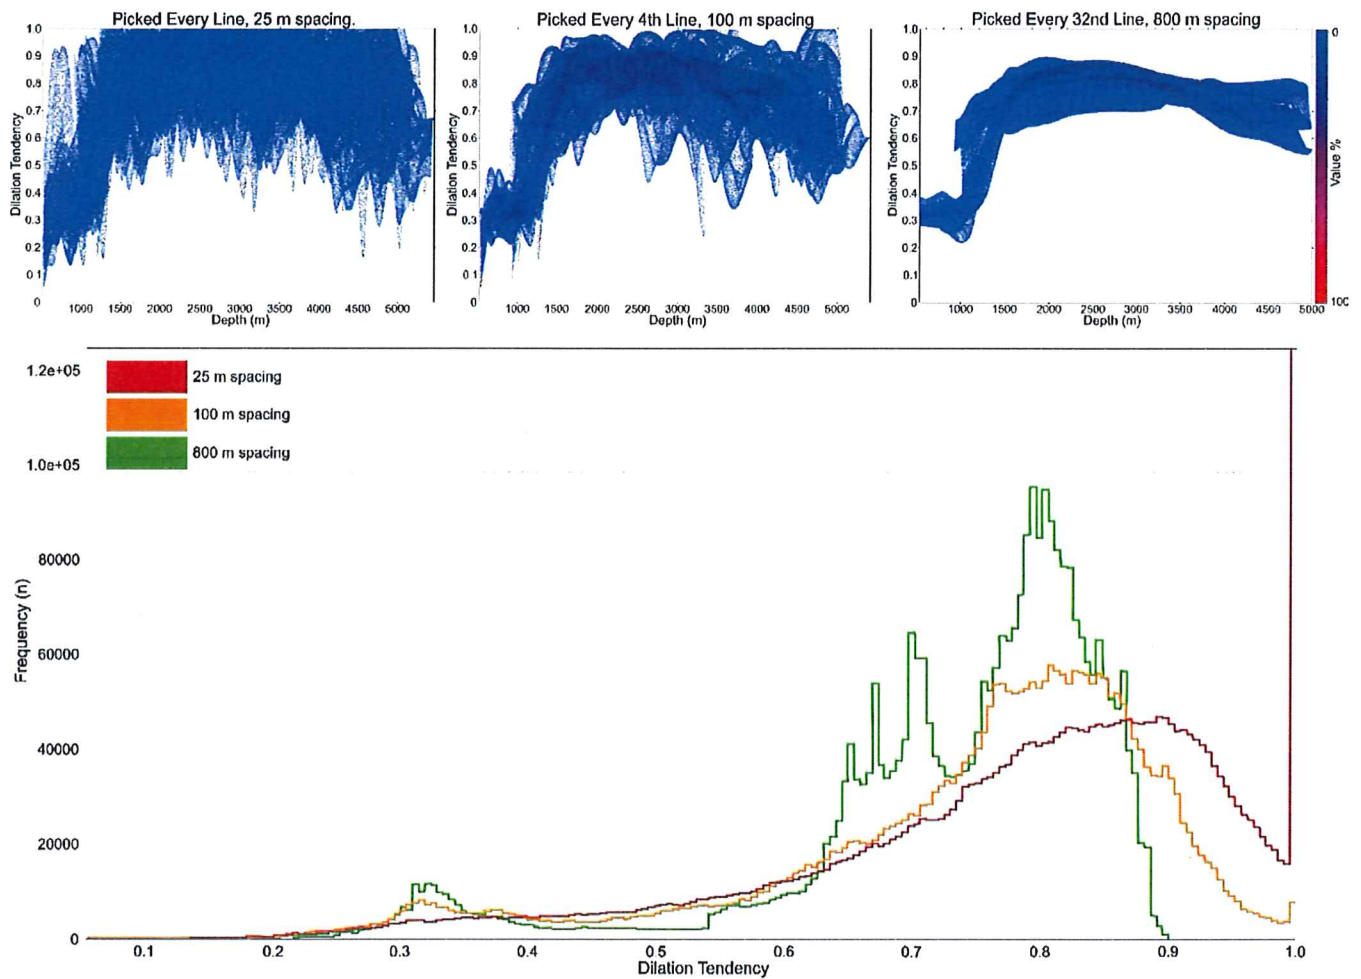 Picked Every Line, 25 m spacing.
1.0
0.9
0.8
0.7
0.6
0.5
0.4
0.3
0.2
0.1
0
Dilation Tendency
1000 1500 2000 2500 3000 3500 4000 4500 5000
Depth (m)
Picked Every 4th Line, 100 m spacing
1.0
0.9
0.8
0.7
0.6
0.5
0.4
0.3
0.2
0.1
0
Dilation Tendency
1000 1500 2000 2500 3000 3500 4000 4500 5000
Depth (m)
Picked Every 32nd Line, 800 m spacing
1.0
0.9
0.8
0.7
0.6
0.5
0.4
0.3
0.2
0.1
0
Dilation Tendency
1000 1500 2000 2500 3000 3500 4000 4500 5000
Depth (m)
0
Value %
100
25 m spacing
100 m spacing
800 m spacing
1.2e+05
1.0e+05
80000
60000
40000
20000
0
Frequency (n)
0.1 0.2 0.3 0.4 0.5 0.6 0.7 0.8 0.9 1.0
Dilation Tendency